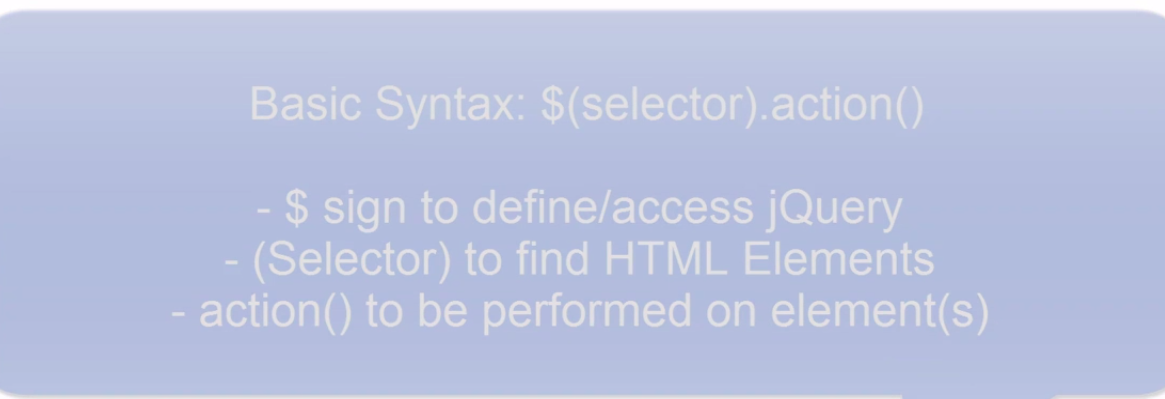 Basic Syntax: $(selector).action()
- $ sign to define/access jQuery
- (Selector) to find HTML Elements
- action() to be performed on element(s)